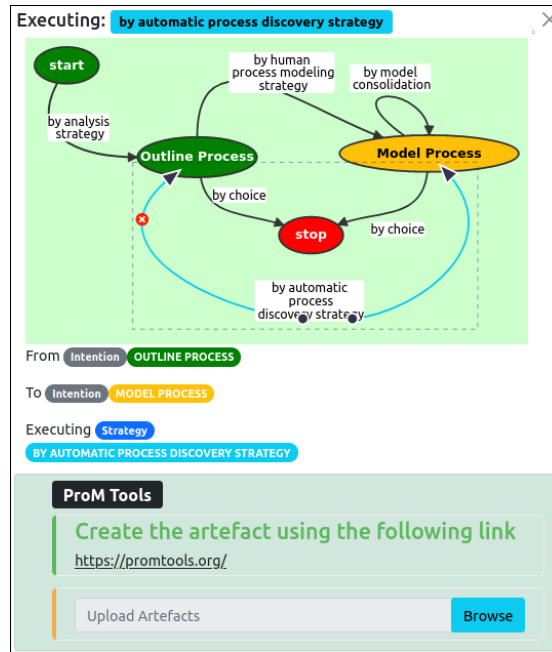 Executing: by automatic process discovery strategy
start
by human
process modeling
strategy
by model
consolidation
by analysis
strategy
Outline Process
Model Process
by choice
stop
by choice
by automatic
process
discovery strategy
From Intention OUTLINE PROCESS
To Intention MODEL PROCESS
Executing Strategy
BY AUTOMATIC PROCESS DISCOVERY STRATEGY
ProM Tools
Create the artefact using the following link
https://promtools.org/
Upload Artefacts Browse